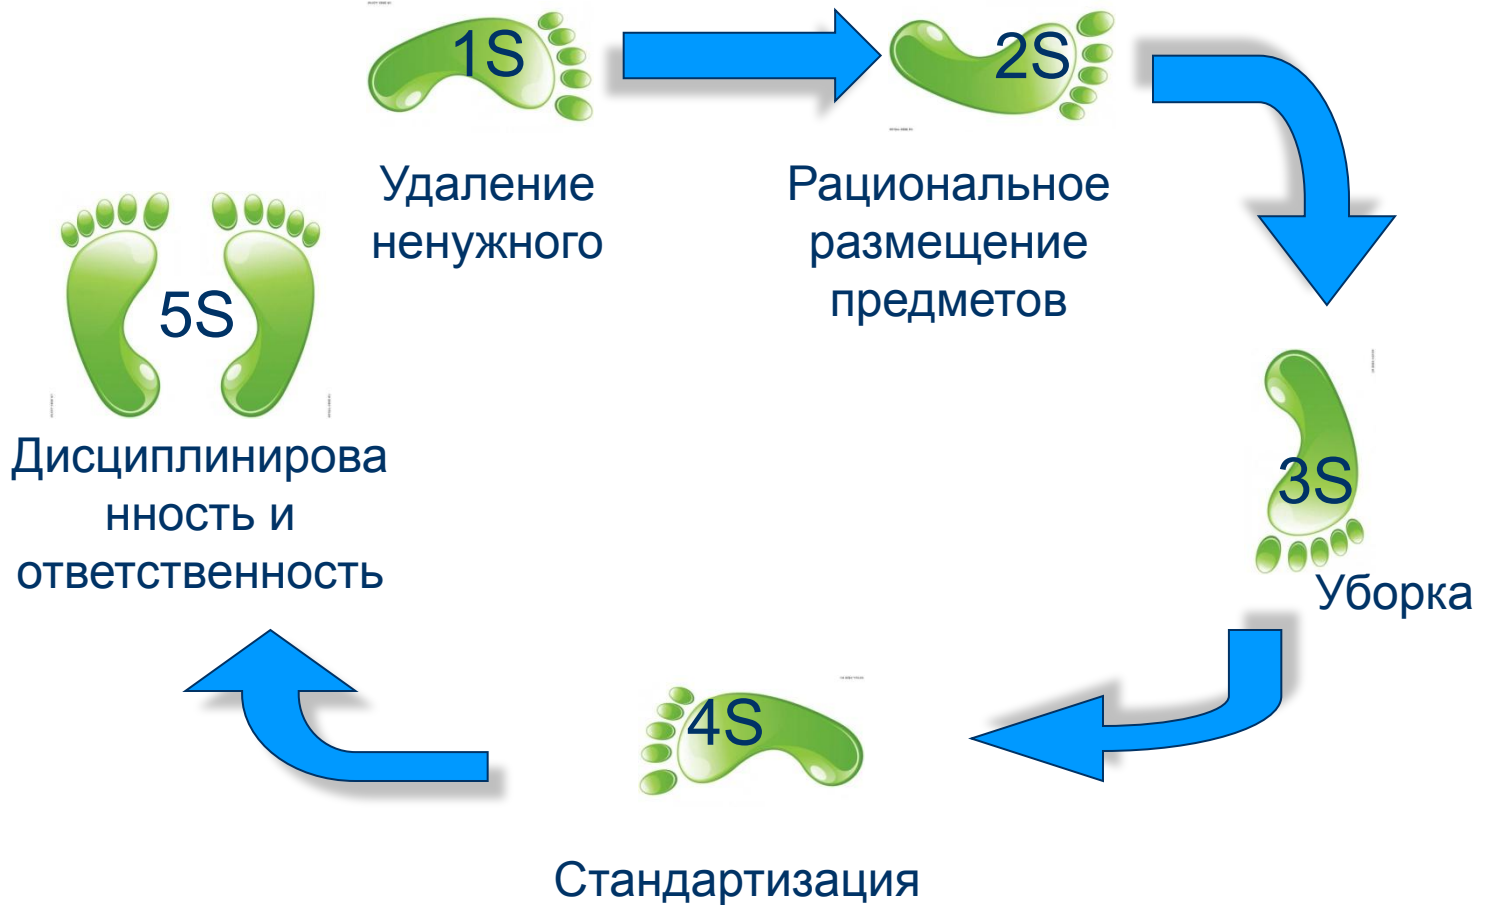 1S
Удаление
ненужного
2S
Рациональное
размещение
предметов
3S
Уборка
4S
Стандартизация
5S
Дисциплинирова
нность и
ответственность